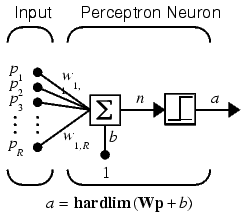 Input Perceptron Neuron
p1 w1,1
p2
p3
pR w1,R
Σ n a
b
1
a = hardlim (Wp + b)